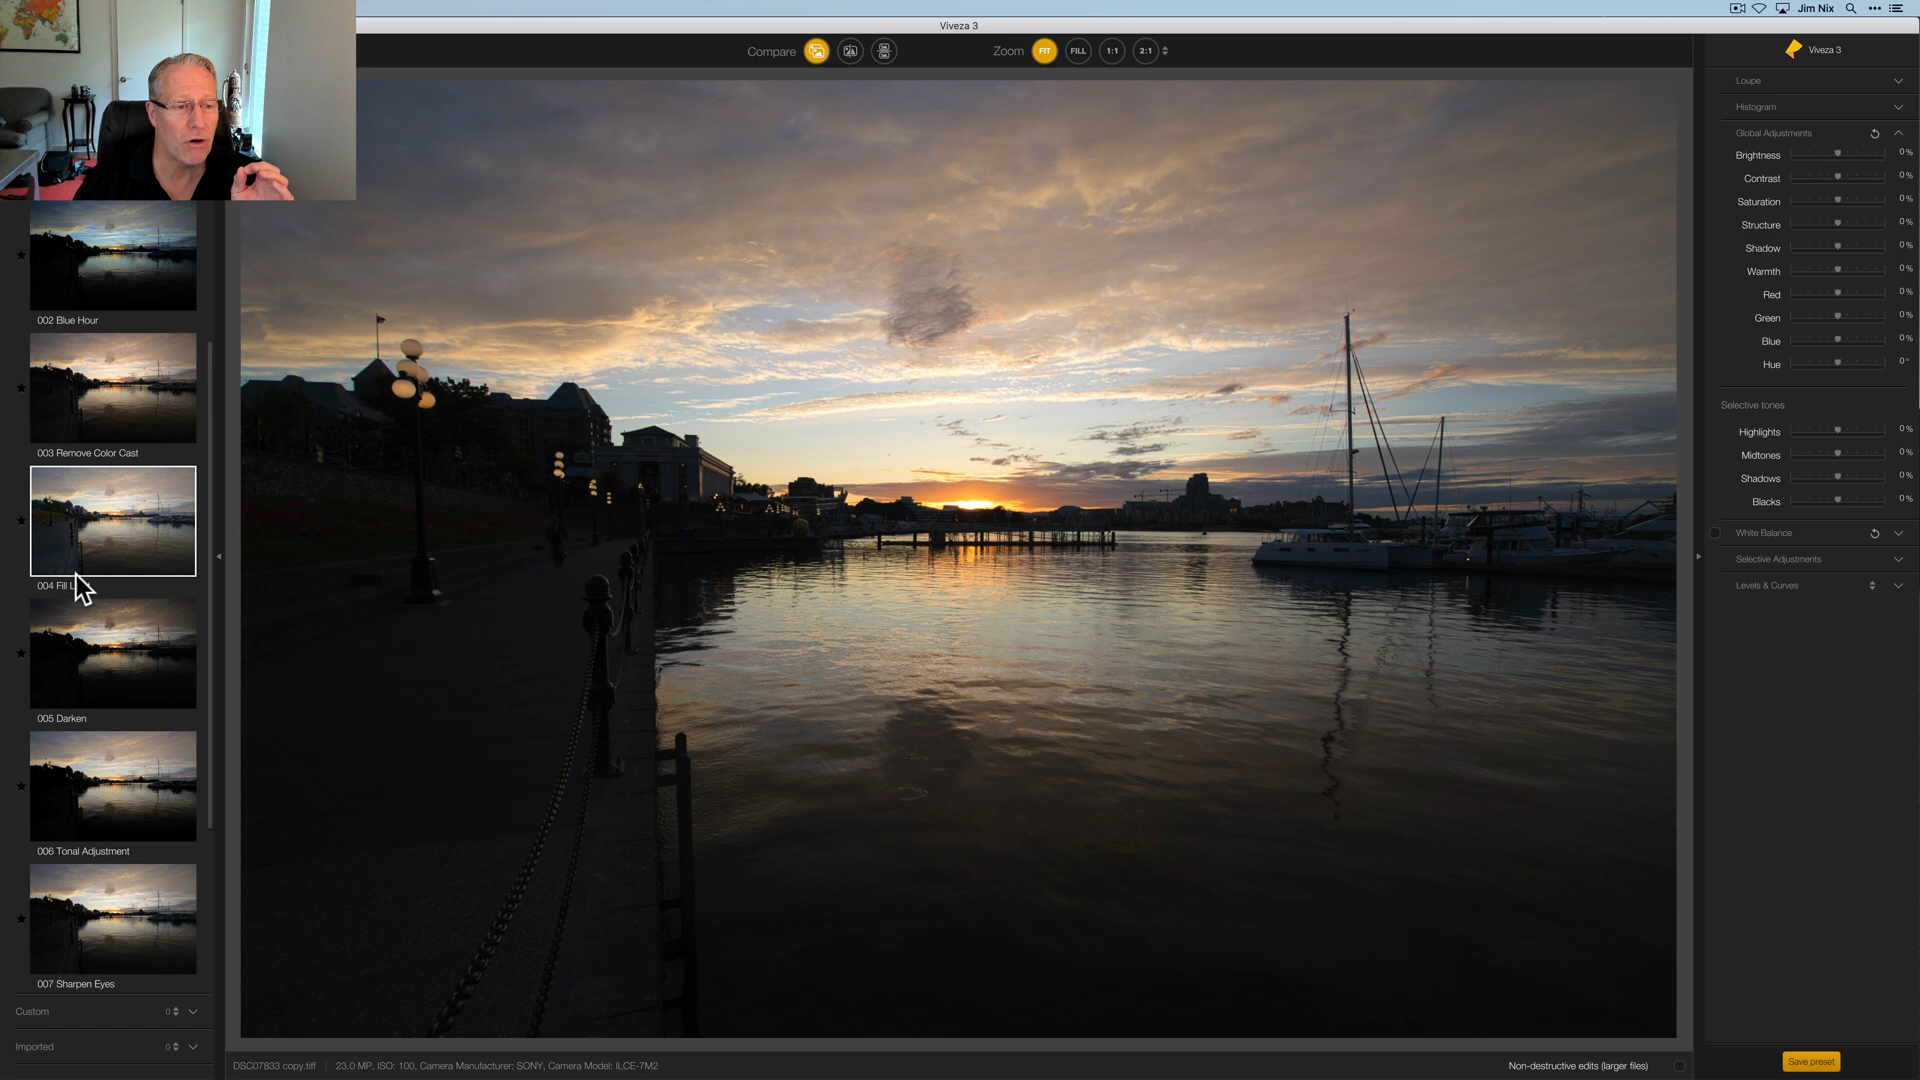 Jim Nix
Viveza 3
Compare
Zoom
FIT
FILL
1:1
2:1
Viveza 3
Loupe
Histogram
Global Adjustments
Brightness 0 %
Contrast 0 %
Saturation 0 %
Structure 0 %
Shadow 0 %
Warmth 0 %
Red 0 %
Green 0 %
Blue 0 %
Hue 0 °
Selective tones
Highlights 0 %
Midtones 0 %
Shadows 0 %
Blacks 0 %
White Balance
Selective Adjustments
Levels & Curves
002 Blue Hour
003 Remove Color Cast
004 Fill
005 Darken
006 Tonal Adjustment
007 Sharpen Eyes
Custom 0
Imported 0
DSC07833 copy.tiff | 23.0 MP, ISO: 100, Camera Manufacturer: SONY, Camera Model: ILCE-7M2
Non-destructive edits (larger files)
Save preset